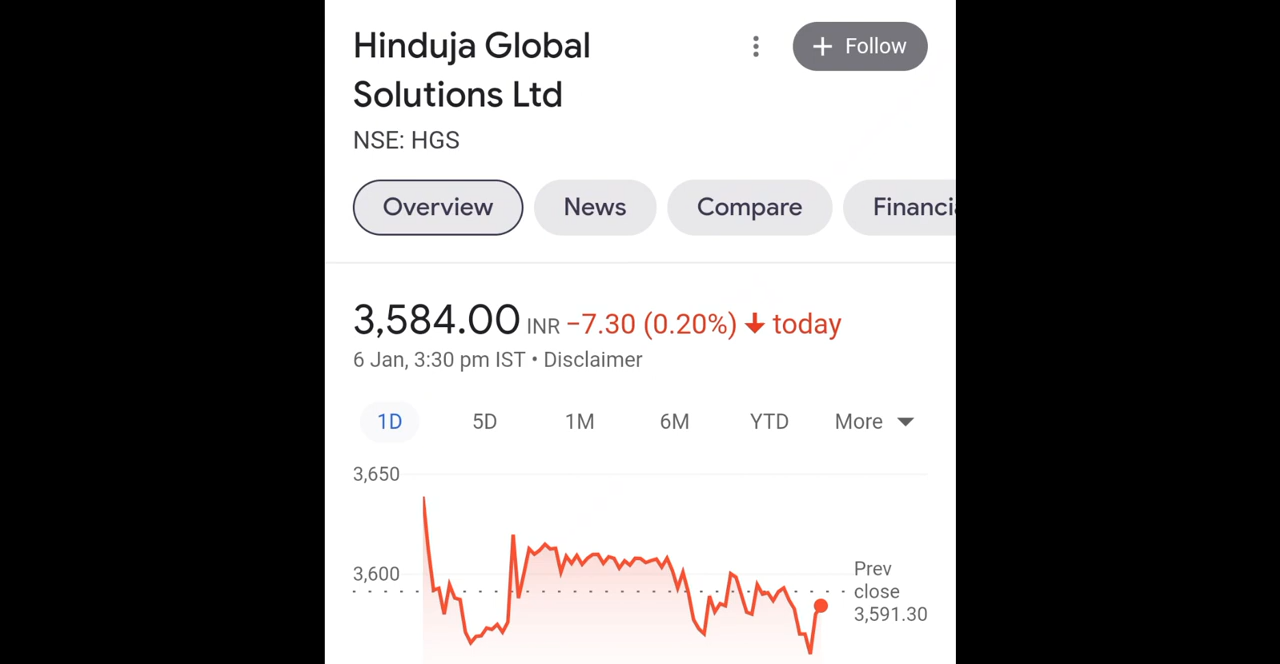 Hinduja Global
Solutions Ltd
+ Follow
NSE: HGS
Overview News Compare Financia
3,584.00 INR −7.30 (0.20%) ↓ today
6 Jan, 3:30 pm IST • Disclaimer
1D 5D 1M 6M YTD More
3,650
3,600
Prev
close
3,591.30